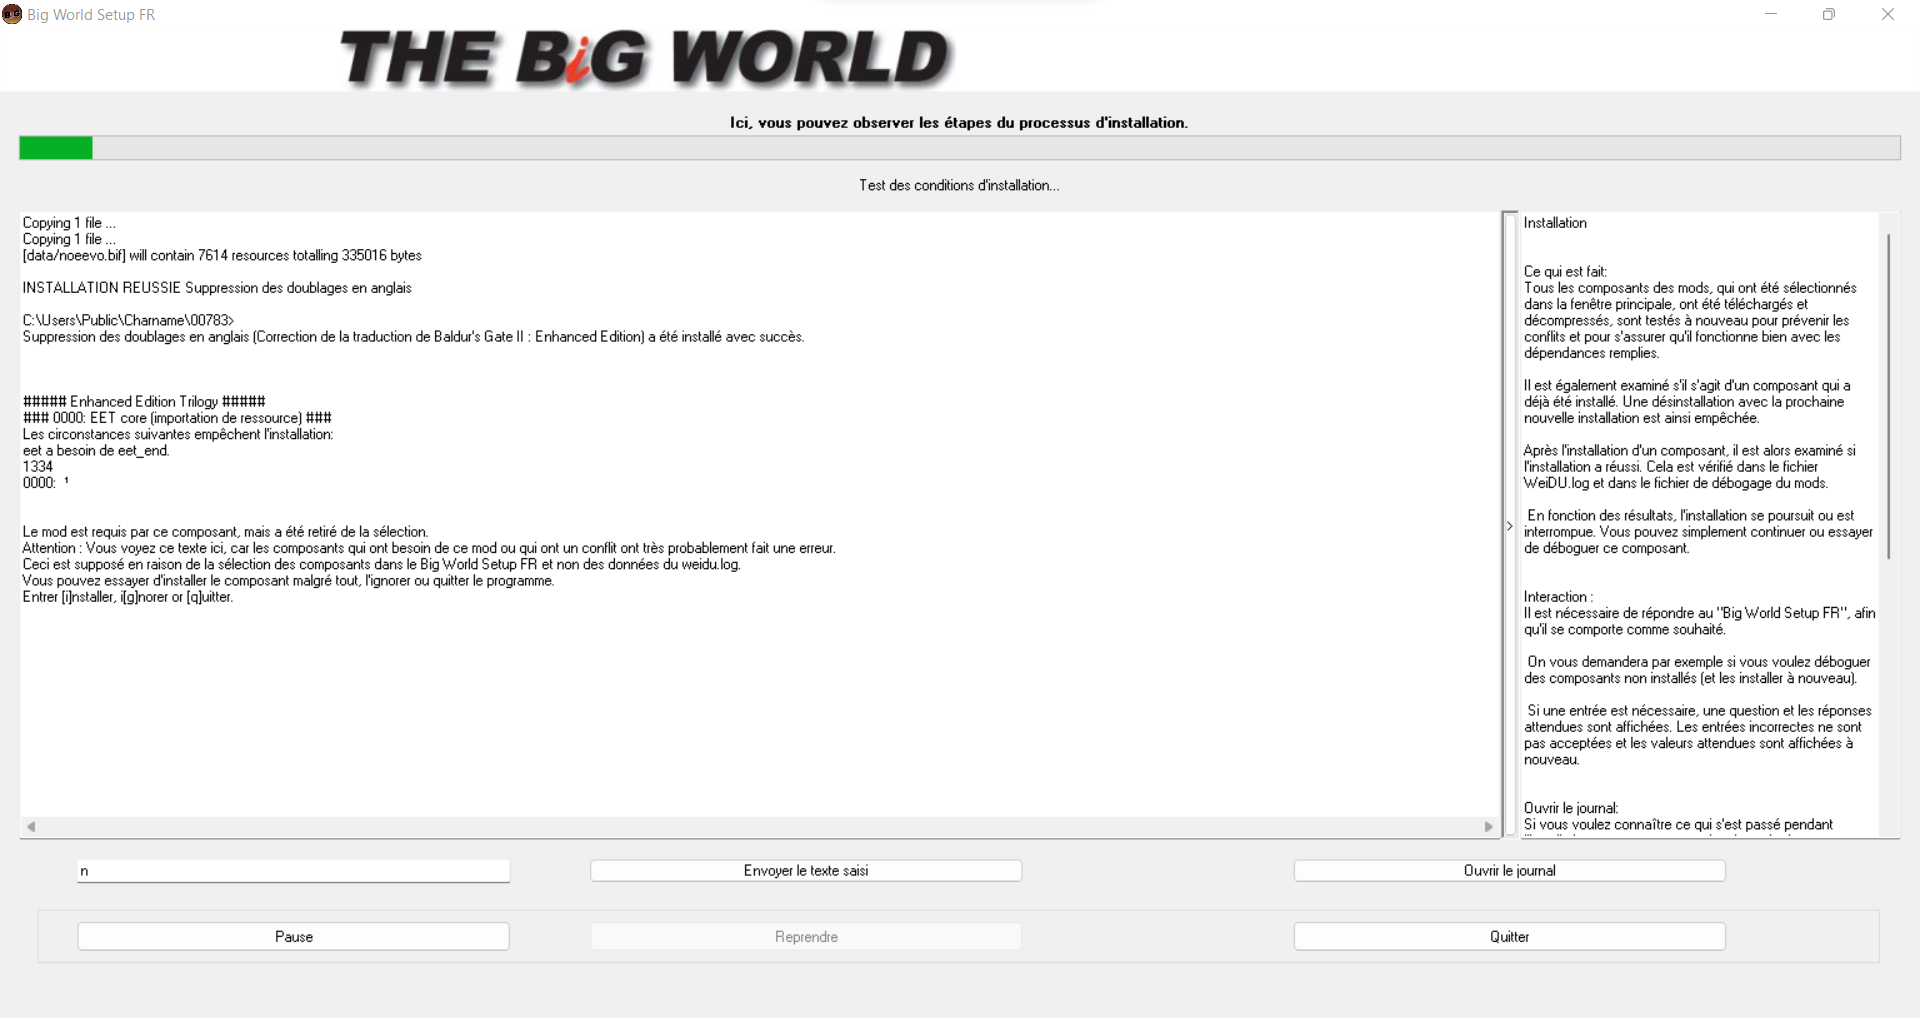 Big World Setup FR
THE BiG WORLD
Ici, vous pouvez observer les étapes du processus d'installation.
Test des conditions d'installation...
Copying 1 file ...
Copying 1 file ...
[data/noeevo.bif] will contain 7614 resources totalling 335016 bytes
INSTALLATION REUSSIE Suppression des doublages en anglais
C:\Users\Public\Charname\00783>
Suppression des doublages en anglais (Correction de la traduction de Baldur's Gate II : Enhanced Edition) a été installé avec succès.
##### Enhanced Edition Trilogy #####
### 0000: EET core (importation de ressource) ###
Les circonstances suivantes empêchent l'installation:
eet a besoin de eet_end.
1334
0000: ¹
Le mod est requis par ce composant, mais a été retiré de la sélection.
Attention : Vous voyez ce texte ici, car les composants qui ont besoin de ce mod ou qui ont un conflit ont très probablement fait une erreur.
Ceci est supposé en raison de la sélection des composants dans le Big World Setup FR et non des données du weidu.log.
Vous pouvez essayer d'installer le composant malgré tout, l'ignorer ou quitter le programme.
Entrer [i]nstaller, i[g]norer or [q]uitter.
>
Installation
Ce qui est fait:
Tous les composants des mods, qui ont été sélectionnés
dans la fenêtre principale, ont été téléchargés et
décompressés, sont testés à nouveau pour prévenir les
conflits et pour s'assurer qu'il fonctionne bien avec les
dépendances remplies.
Il est également examiné s'il s'agit d'un composant qui a
déjà été installé. Une désinstallation avec la prochaine
nouvelle installation est ainsi empêchée.
Après l'installation d'un composant, il est alors examiné si
l'installation a réussi. Cela est vérifié dans le fichier
WeiDU.log et dans le fichier de débogage du mods.
En fonction des résultats, l'installation se poursuit ou est
interrompue. Vous pouvez simplement continuer ou essayer
de déboguer ce composant.
Interaction :
Il est nécessaire de répondre au "Big World Setup FR", afin
qu'il se comporte comme souhaité.
On vous demandera par exemple si vous voulez déboguer
des composants non installés (et les installer à nouveau).
Si une entrée est nécessaire, une question et les réponses
attendues sont affichées. Les entrées incorrectes ne sont
pas acceptées et les valeurs attendues sont affichées à
nouveau.
Ouvrir le journal:
Si vous voulez connaître ce qui s'est passé pendant
n
Envoyer le texte saisi
Ouvrir le journal
Pause
Reprendre
Quitter